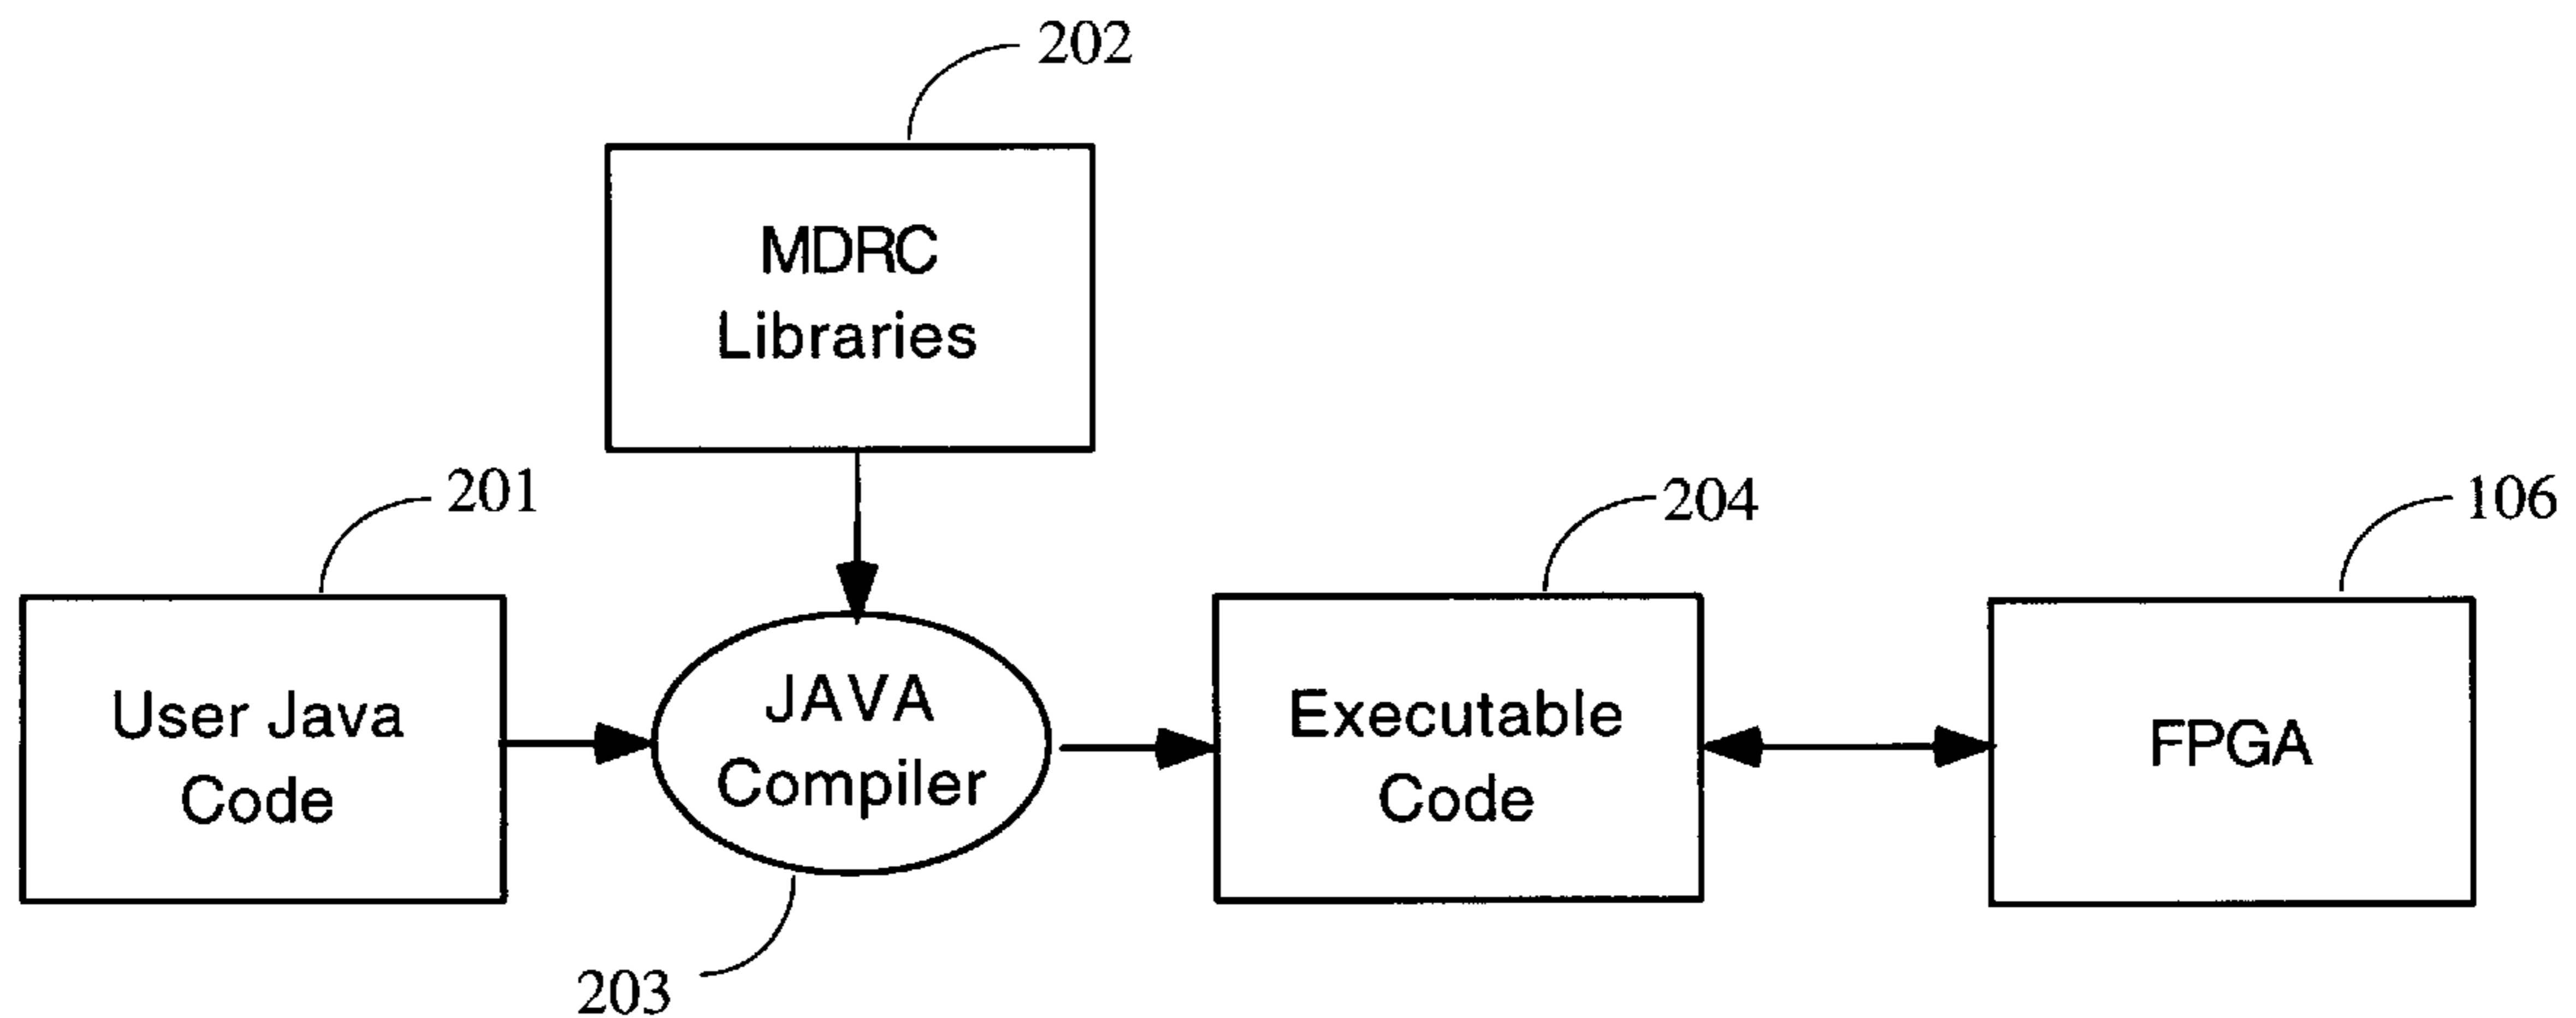 202
MDRC
Libraries
201
204
106
User Java
Code
JAVA
Compiler
Executable
Code
FPGA
203